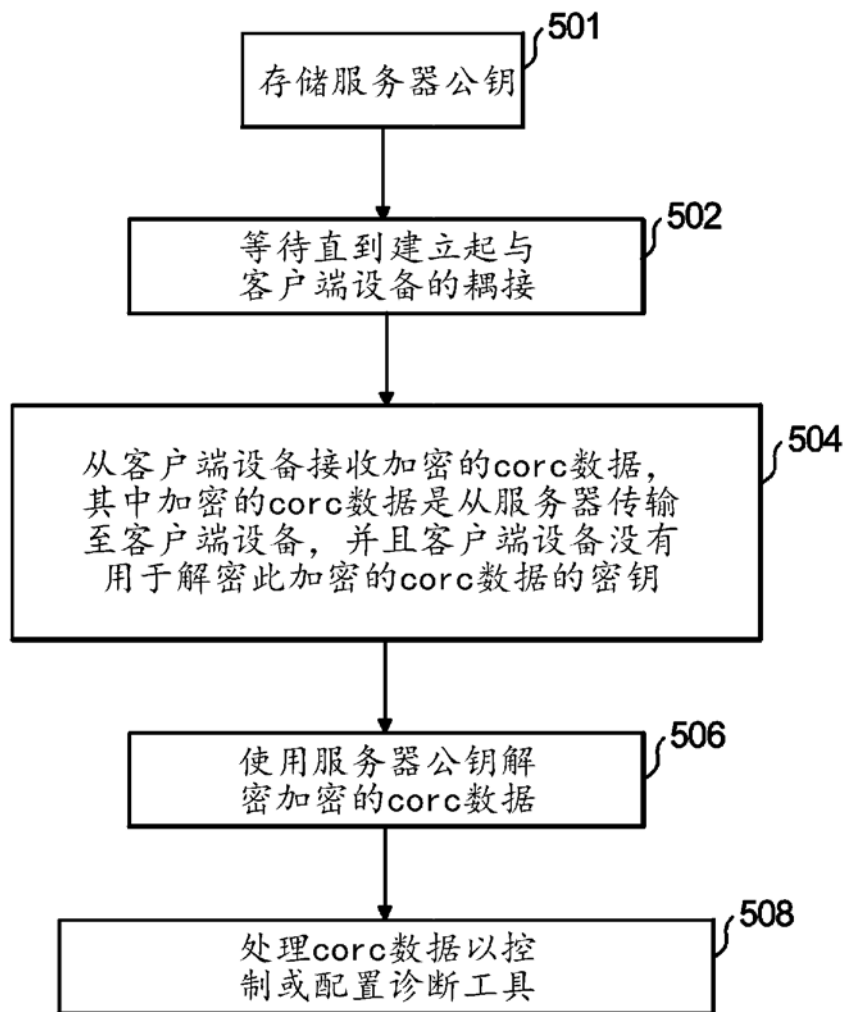 501
存储服务器公钥
502
等待直到建立起与
客户端设备的耦接
504
从客户端设备接收加密的corc数据,
其中加密的corc数据是从服务器传输
至客户端设备, 并且客户端设备没有
用于解密此加密的corc数据的密钥
506
使用服务器公钥解
密加密的corc数据
508
处理corc数据以控
制或配置诊断工具